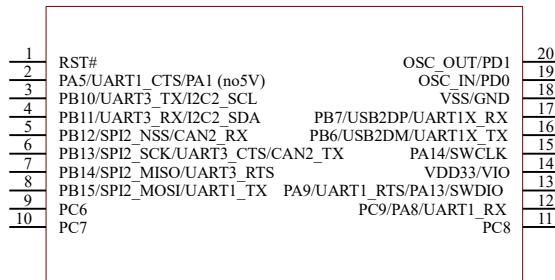 1 RST# OSC_OUT/PD1 20
2 PA5/UART1_CTS/PA1 (no5V) OSC_IN/PD0 19
3 PB10/UART3_TX/I2C2_SCL VSS/GND 18
4 PB11/UART3_RX/I2C2_SDA PB7/USB2DP/UART1X_RX 17
5 PB12/SPI2_NSS/CAN2_RX PB6/USB2DM/UART1X_TX 16
6 PB13/SPI2_SCK/UART3_CTS/CAN2_TX PA14/SWCLK 15
7 PB14/SPI2_MISO/UART3_RTS VDD33/VIO 14
8 PB15/SPI2_MOSI/UART1_TX PA9/UART1_RTS/PA13/SWDIO 13
9 PC6 PC9/PA8/UART1_RX 12
10 PC7 PC8 11